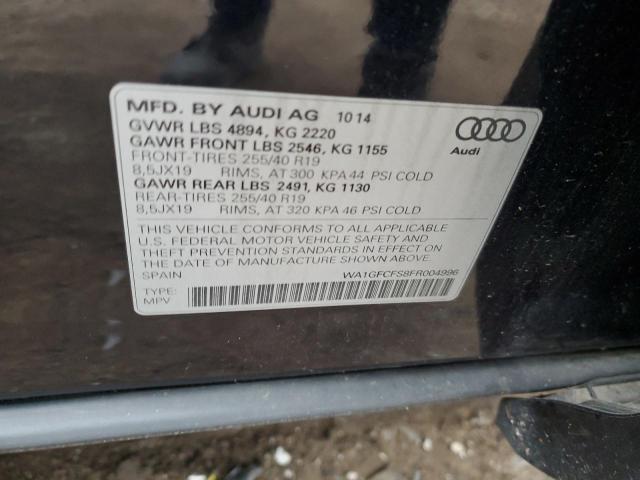 MFD. BY AUDI AG 10 14
GVWR LBS 4894, KG 2220
GAWR FRONT LBS 2546, KG 1155
FRONT-TIRES 255/40 R19
8,5JX19 RIMS, AT 300 KPA 44 PSI COLD
GAWR REAR LBS 2491, KG 1130
REAR-TIRES 255/40 R19
8,5JX19 RIMS, AT 320 KPA 46 PSI COLD
Audi
THIS VEHICLE CONFORMS TO ALL APPLICABLE
U.S. FEDERAL MOTOR VEHICLE SAFETY AND
THEFT PREVENTION STANDARDS IN EFFECT ON
THE DATE OF MANUFACTURE SHOWN ABOVE.
SPAIN WA1GFCFS8FR004996
TYPE:
MPV